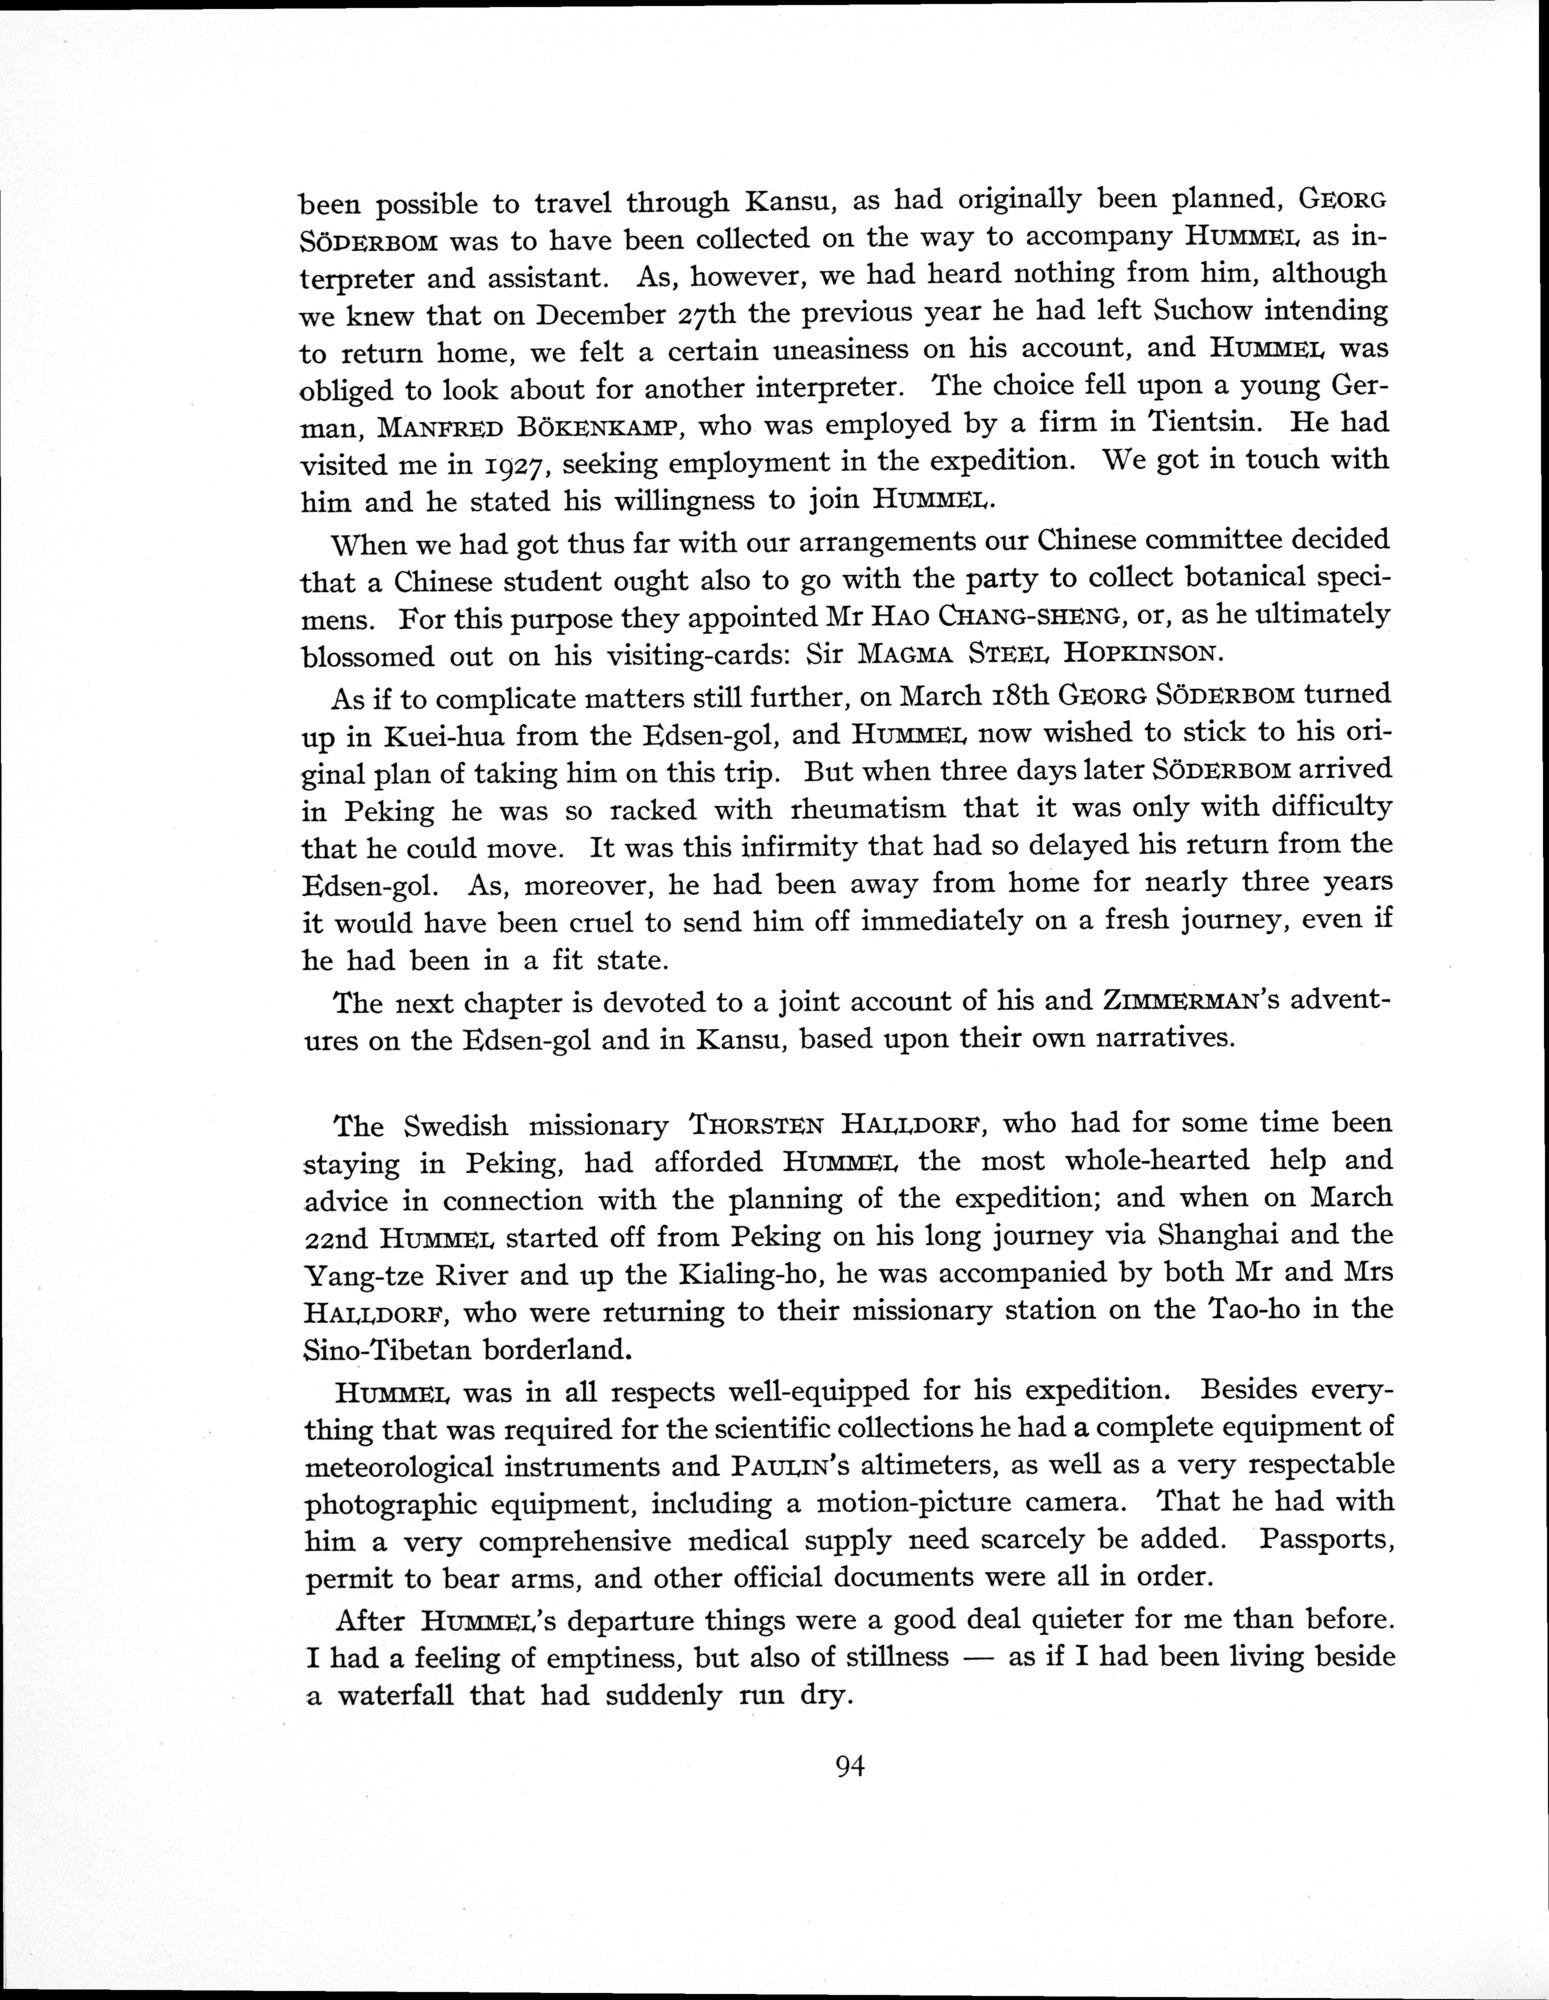 been possible to travel through Kansu, as had originally been planned, GEORG
SÖDERBOM was to have been collected on the way to accompany HUMMEL as in-
terpreter and assistant. As, however, we had heard nothing from him, although
we knew that on December 27th the previous year he had left Suchow intending
to return home, we felt a certain uneasiness on his account, and HUMMEL was
obliged to look about for another interpreter. The choice fell upon a young Ger-
man, MANFRED BÖKENKAMP, who was employed by a firm in Tientsin. He had
visited me in 1927, seeking employment in the expedition. We got in touch with
him and he stated his willingness to join HUMMEL.
When we had got thus far with our arrangements our Chinese committee decided
that a Chinese student ought also to go with the party to collect botanical speci-
mens. For this purpose they appointed Mr HAO CHANG-SHENG, or, as he ultimately
blossomed out on his visiting-cards: Sir MAGMA STEEL HOPKINSON.
As if to complicate matters still further, on March 18th GEORG SÖDERBOM turned
up in Kuei-hua from the Edsen-gol, and HUMMEL now wished to stick to his ori-
ginal plan of taking him on this trip. But when three days later SÖDERBOM arrived
in Peking he was so racked with rheumatism that it was only with difficulty
that he could move. It was this infirmity that had so delayed his return from the
Edsen-gol. As, moreover, he had been away from home for nearly three years
it would have been cruel to send him off immediately on a fresh journey, even if
he had been in a fit state.
The next chapter is devoted to a joint account of his and ZIMMERMAN's advent-
ures on the Edsen-gol and in Kansu, based upon their own narratives.
The Swedish missionary THORSTEN HALLDORF, who had for some time been
staying in Peking, had afforded HUMMEL the most whole-hearted help and
advice in connection with the planning of the expedition; and when on March
22nd HUMMEL started off from Peking on his long journey via Shanghai and the
Yang-tze River and up the Kialing-ho, he was accompanied by both Mr and Mrs
HALLDORF, who were returning to their missionary station on the Tao-ho in the
Sino-Tibetan borderland.
HUMMEL was in all respects well-equipped for his expedition. Besides every-
thing that was required for the scientific collections he had a complete equipment of
meteorological instruments and PAULIN's altimeters, as well as a very respectable
photographic equipment, including a motion-picture camera. That he had with
him a very comprehensive medical supply need scarcely be added. Passports,
permit to bear arms, and other official documents were all in order.
After HUMMEL's departure things were a good deal quieter for me than before.
I had a feeling of emptiness, but also of stillness — as if I had been living beside
a waterfall that had suddenly run dry.
94